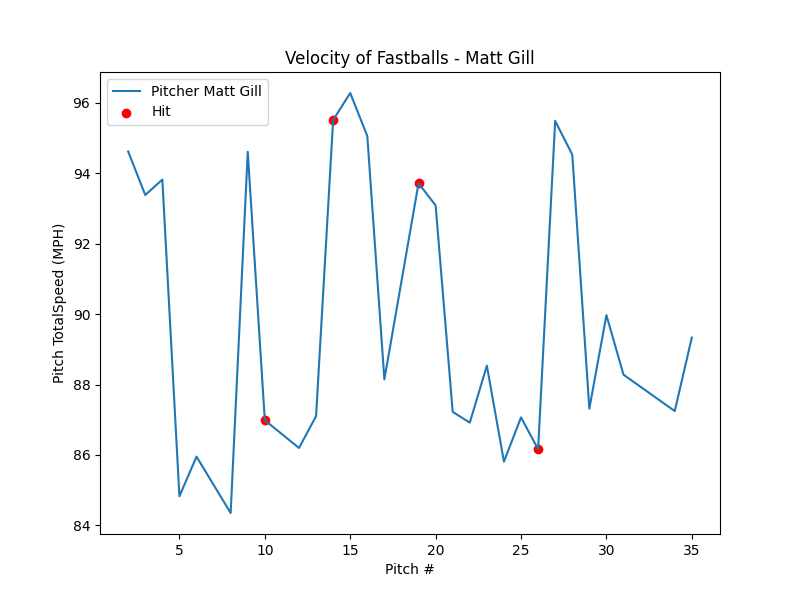 Velocity of Fastballs - Matt Gill
Pitcher Matt Gill
Hit
96
94
92
90
88
86
84
Pitch TotalSpeed (MPH)
5 10 15 20 25 30 35
Pitch #